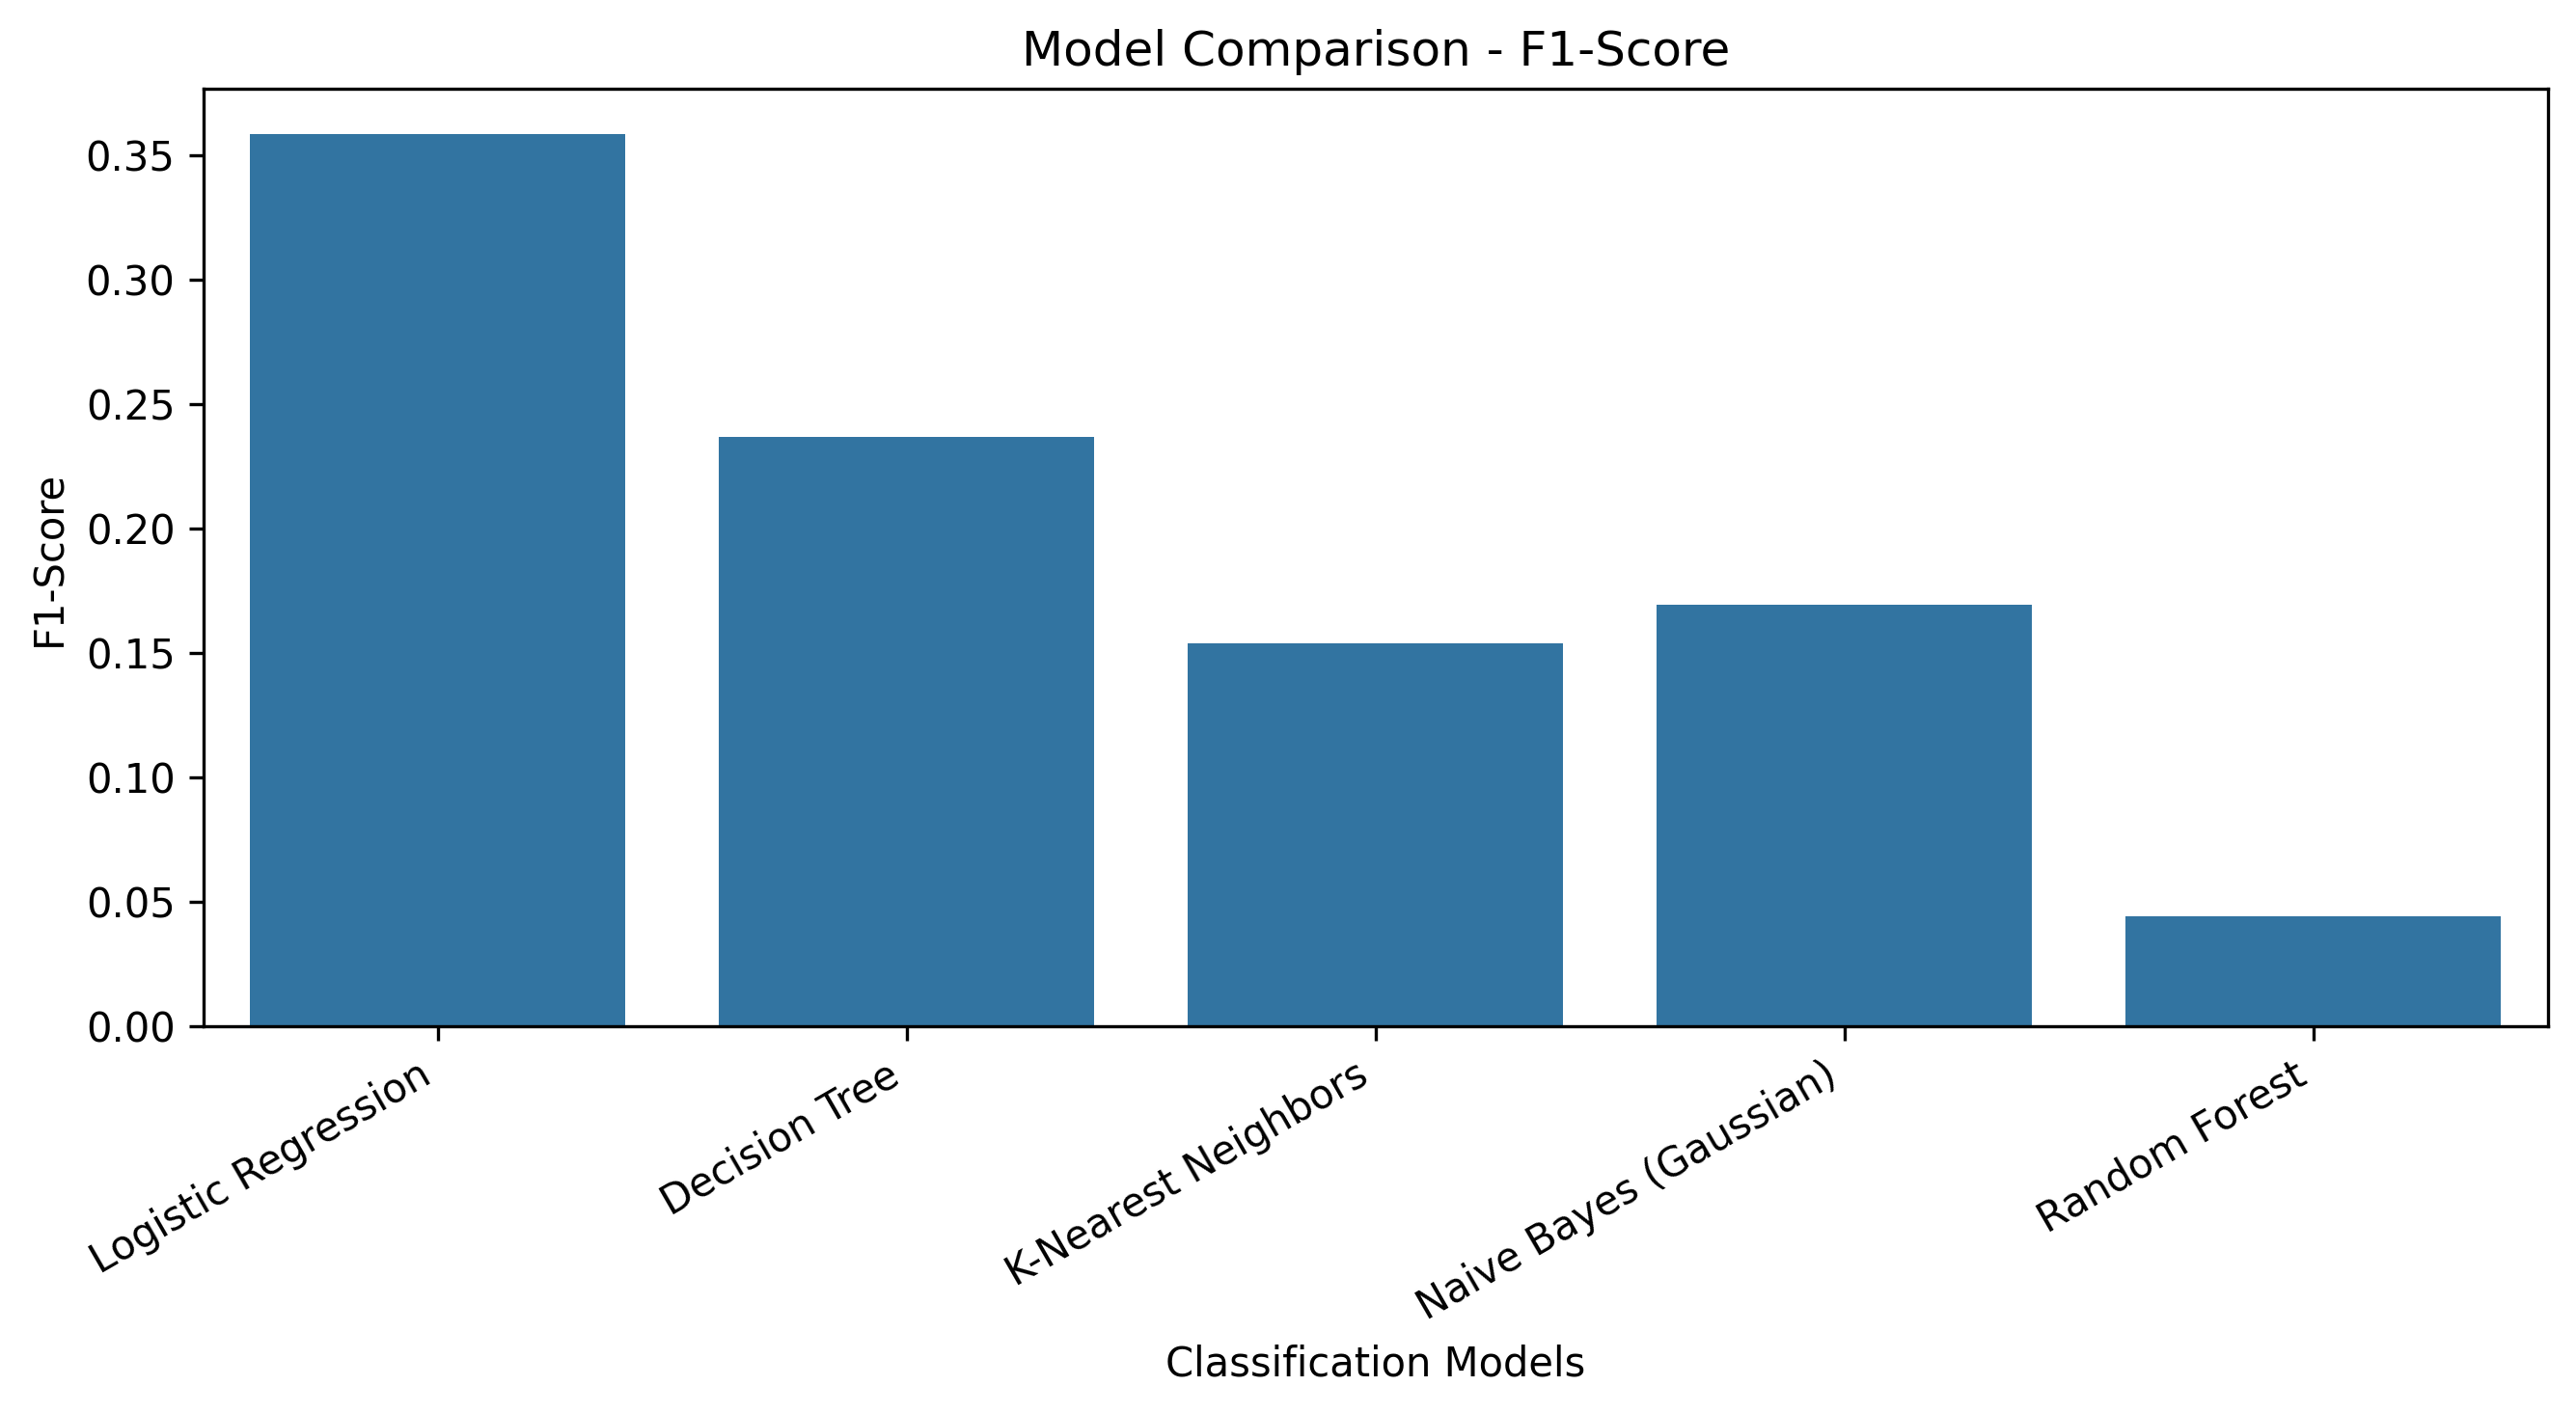 Model Comparison - F1-Score
F1-Score
0.35
0.30
0.25
0.20
0.15
0.10
0.05
0.00
Logistic Regression
Decision Tree
K-Nearest Neighbors
Naive Bayes (Gaussian)
Random Forest
Classification Models